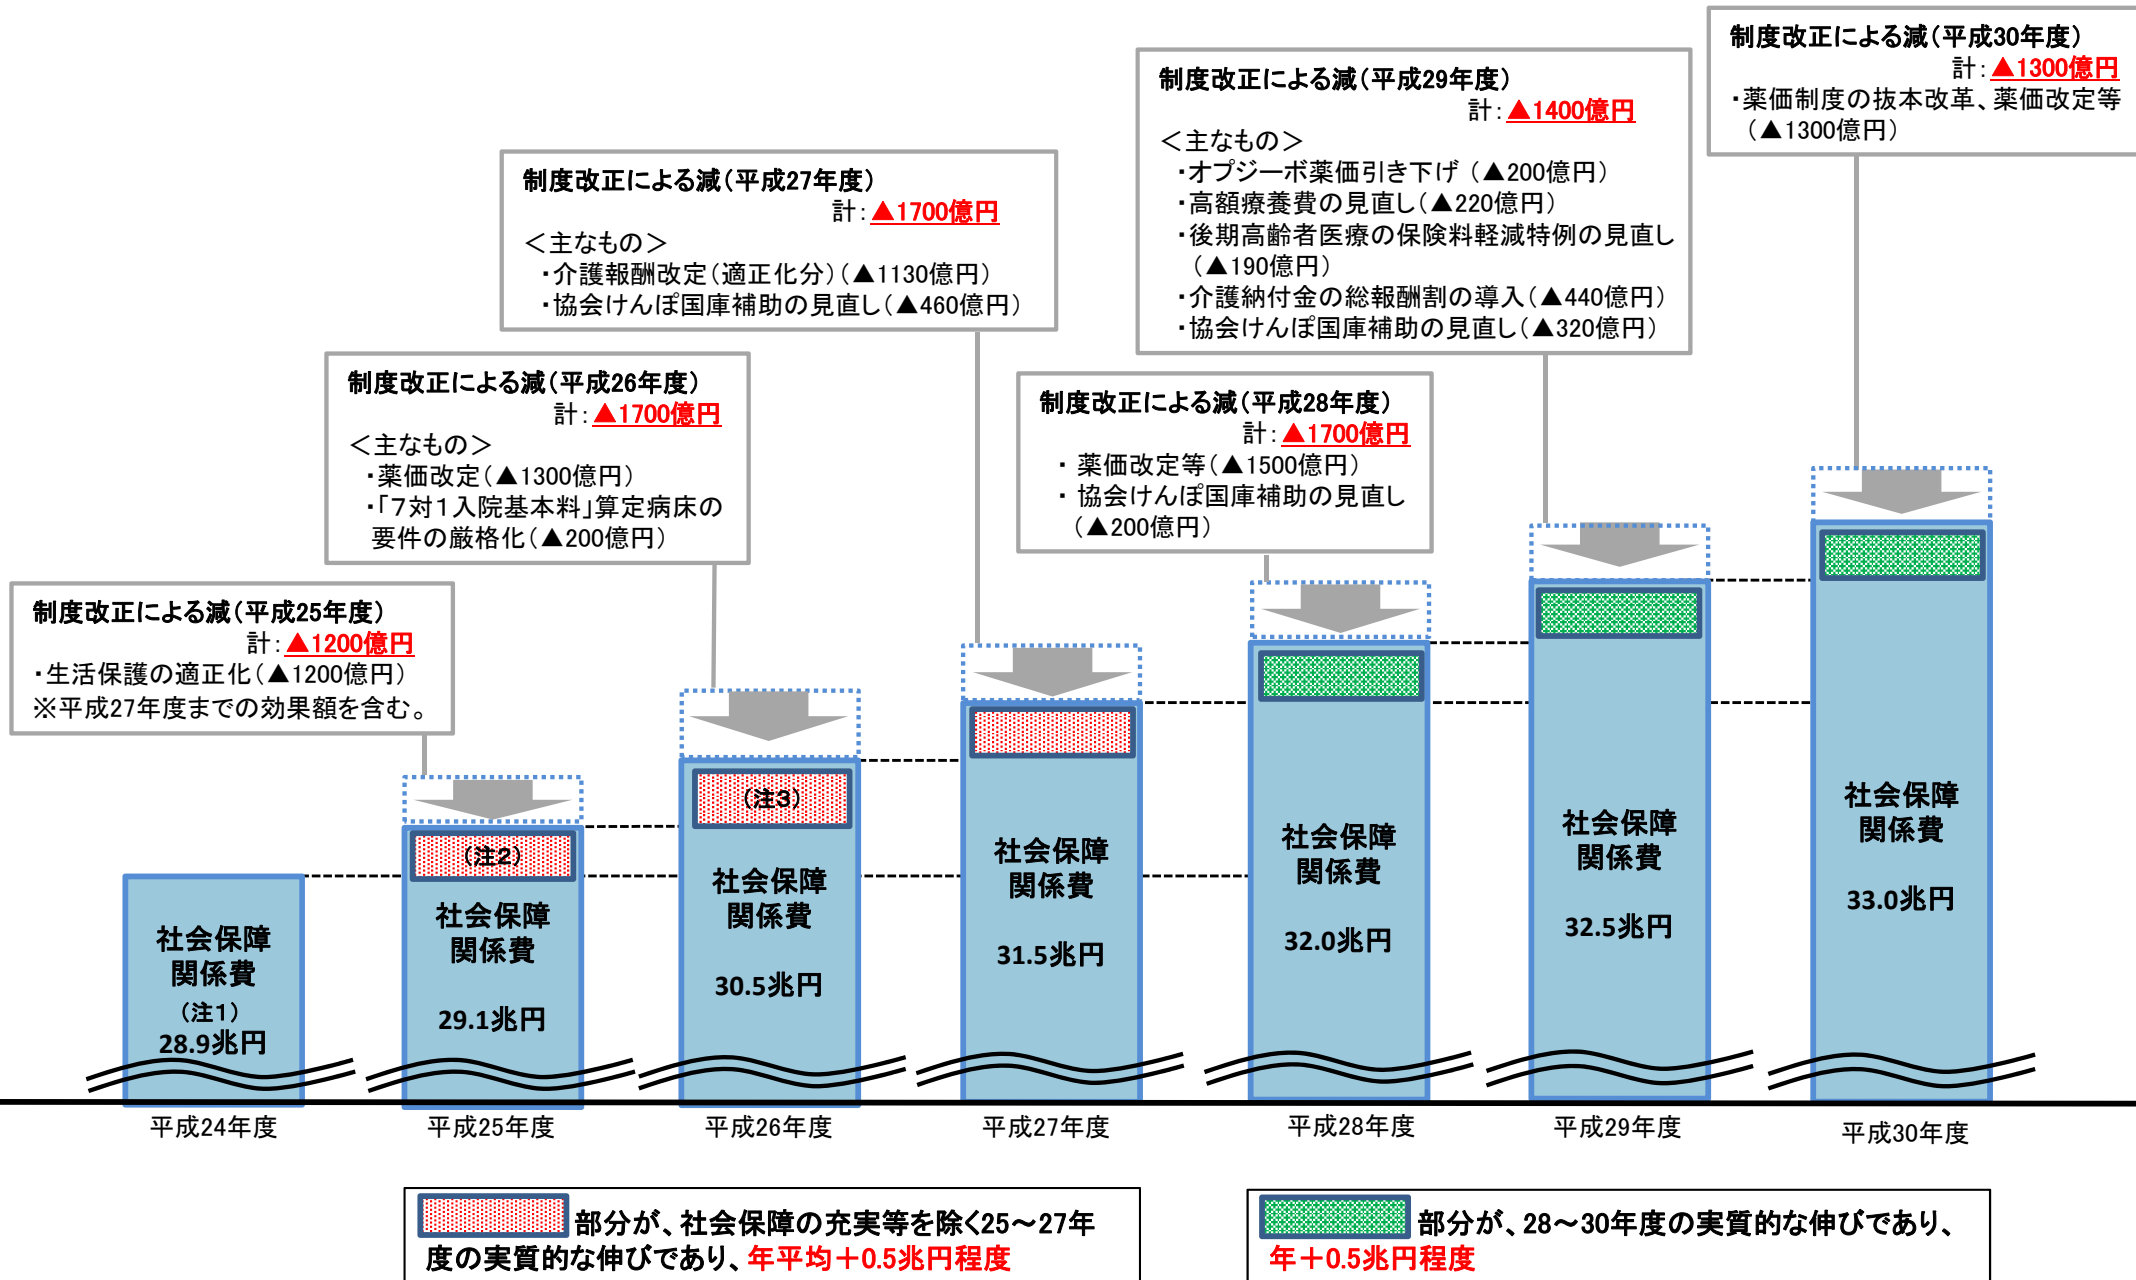 制度改正による減(平成30年度)
計:▲1300億円
・薬価制度の抜本改革、薬価改定等
(▲1300億円)
制度改正による減(平成29年度)
計:▲1400億円
＜主なもの＞
・オプジーボ薬価引き下げ (▲200億円)
・高額療養費の見直し(▲220億円)
・後期高齢者医療の保険料軽減特例の見直し
(▲190億円)
・介護納付金の総報酬割の導入(▲440億円)
・協会けんぽ国庫補助の見直し(▲320億円)
制度改正による減(平成27年度)
計:▲1700億円
＜主なもの＞
・介護報酬改定(適正化分)(▲1130億円)
・協会けんぽ国庫補助の見直し(▲460億円)
制度改正による減(平成26年度)
計:▲1700億円
＜主なもの＞
・薬価改定(▲1300億円)
・「7対1入院基本料」算定病床の
要件の厳格化(▲200億円)
制度改正による減(平成28年度)
計:▲1700億円
・ 薬価改定等(▲1500億円)
・ 協会けんぽ国庫補助の見直し
(▲200億円)
制度改正による減(平成25年度)
計:▲1200億円
・生活保護の適正化(▲1200億円)
※平成27年度までの効果額を含む。
社会保障
関係費
(注1)
28.9兆円
(注2)
社会保障
関係費
29.1兆円
(注3)
社会保障
関係費
30.5兆円
社会保障
関係費
31.5兆円
社会保障
関係費
32.0兆円
社会保障
関係費
32.5兆円
社会保障
関係費
33.0兆円
平成24年度
平成25年度
平成26年度
平成27年度
平成28年度
平成29年度
平成30年度
部分が、社会保障の充実等を除く25～27年
度の実質的な伸びであり、年平均＋0.5兆円程度
部分が、28～30年度の実質的な伸びであり、
年＋0.5兆円程度